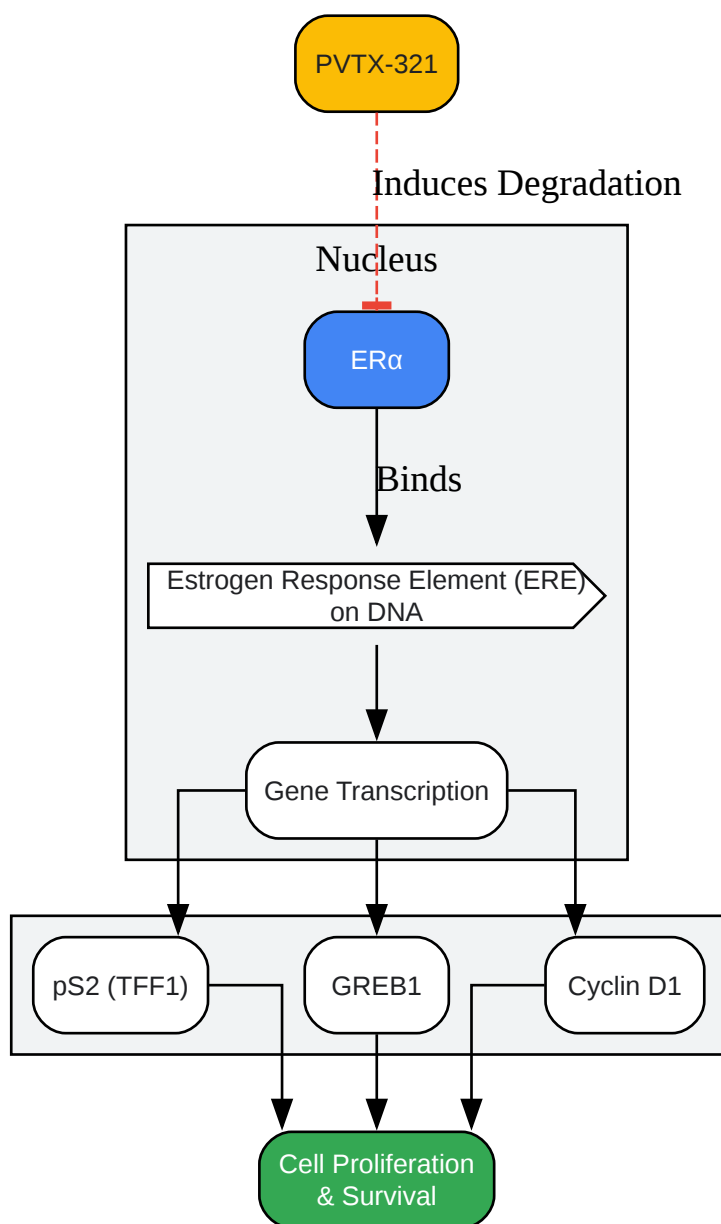 PVTX-321
Induces Degradation
Nucleus
ERα
Binds
Estrogen Response Element (ERE)
on DNA
Gene Transcription
pS2 (TFF1)
GREB1
Cyclin D1
Cell Proliferation
& Survival